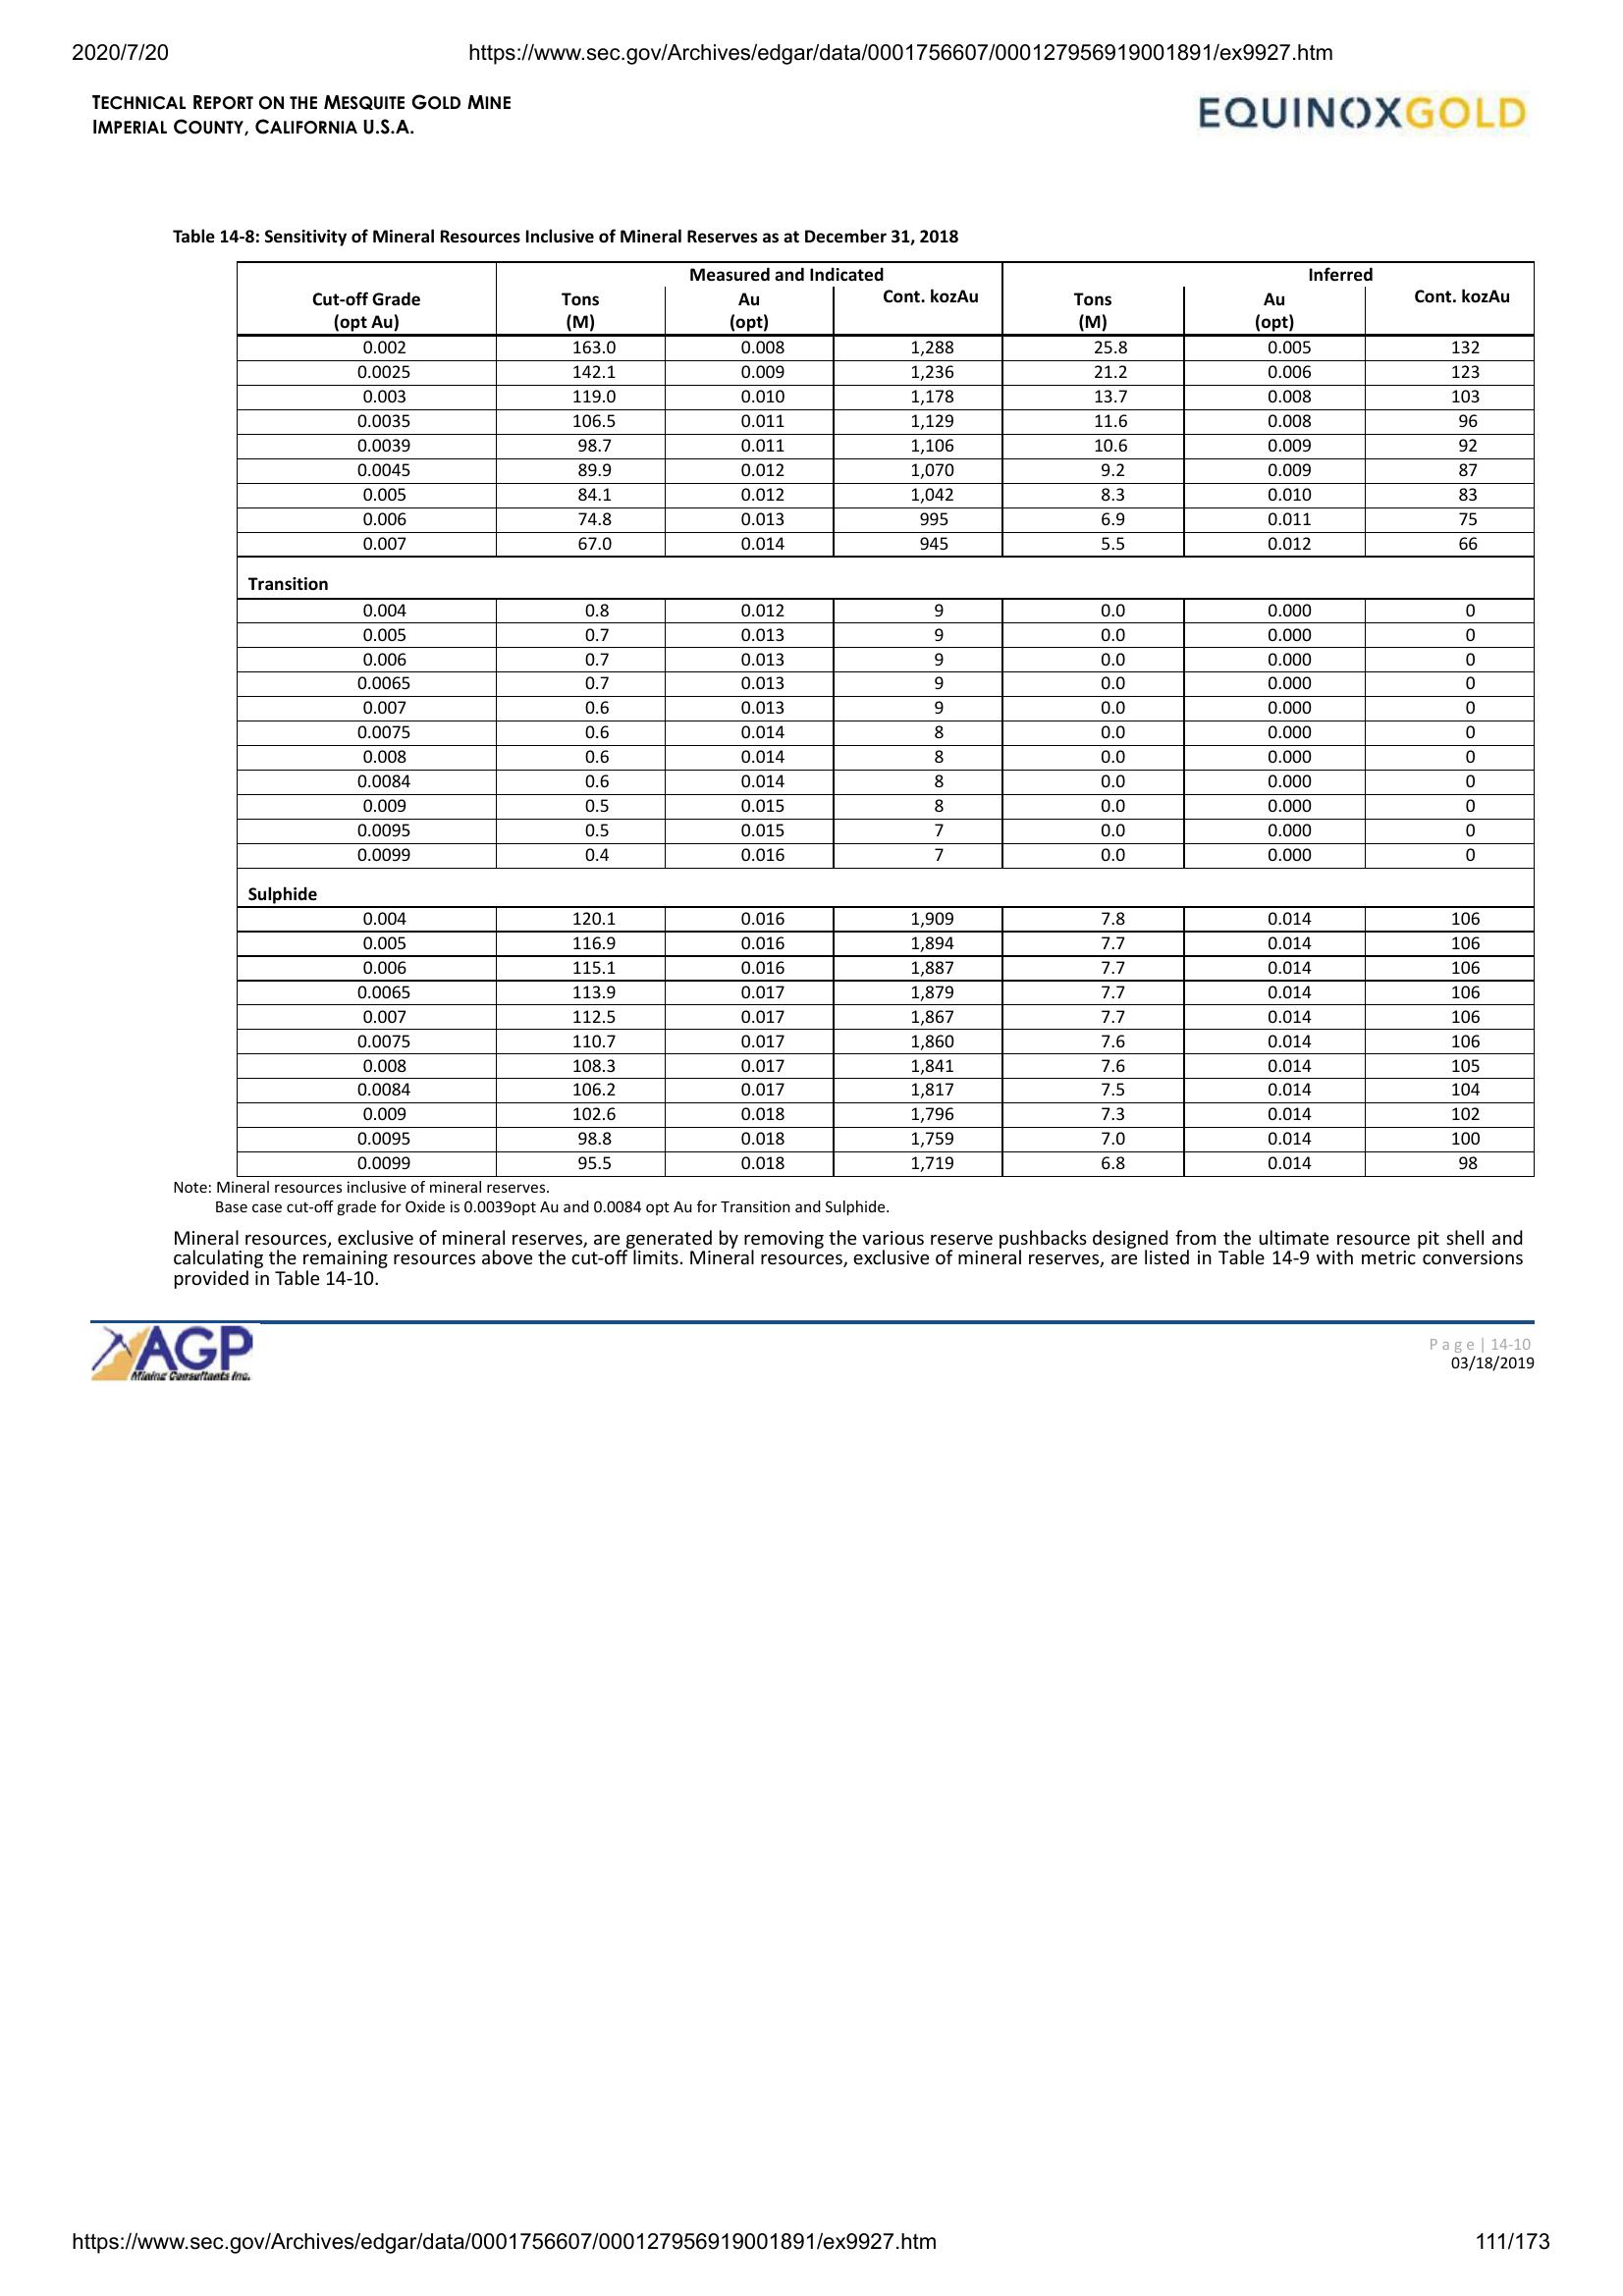 2020/7/20 https://www.sec.gov/Archives/edgar/data/0001756607/000127956919001891/ex9927.htm
TECHNICAL REPORT ON THE MESQUITE GOLD MINE
IMPERIAL COUNTY, CALIFORNIA U.S.A.
EQUINOXGOLD
Table 14-8: Sensitivity of Mineral Resources Inclusive of Mineral Reserves as at December 31, 2018
Measured and Indicated Inferred
Cut-off Grade Tons Au Cont. kozAu Tons Au Cont. kozAu
(opt Au) (M) (opt) (M) (opt)
0.002 163.0 0.008 1,288 25.8 0.005 132
0.0025 142.1 0.009 1,236 21.2 0.006 123
0.003 119.0 0.010 1,178 13.7 0.008 103
0.0035 106.5 0.011 1,129 11.6 0.008 96
0.0039 98.7 0.011 1,106 10.6 0.009 92
0.0045 89.9 0.012 1,070 9.2 0.009 87
0.005 84.1 0.012 1,042 8.3 0.010 83
0.006 74.8 0.013 995 6.9 0.011 75
0.007 67.0 0.014 945 5.5 0.012 66
Transition
0.004 0.8 0.012 9 0.0 0.000 0
0.005 0.7 0.013 9 0.0 0.000 0
0.006 0.7 0.013 9 0.0 0.000 0
0.0065 0.7 0.013 9 0.0 0.000 0
0.007 0.6 0.013 9 0.0 0.000 0
0.0075 0.6 0.014 8 0.0 0.000 0
0.008 0.6 0.014 8 0.0 0.000 0
0.0084 0.6 0.014 8 0.0 0.000 0
0.009 0.5 0.015 8 0.0 0.000 0
0.0095 0.5 0.015 7 0.0 0.000 0
0.0099 0.4 0.016 7 0.0 0.000 0
Sulphide
0.004 120.1 0.016 1,909 7.8 0.014 106
0.005 116.9 0.016 1,894 7.7 0.014 106
0.006 115.1 0.016 1,887 7.7 0.014 106
0.0065 113.9 0.017 1,879 7.7 0.014 106
0.007 112.5 0.017 1,867 7.7 0.014 106
0.0075 110.7 0.017 1,860 7.6 0.014 106
0.008 108.3 0.017 1,841 7.6 0.014 105
0.0084 106.2 0.017 1,817 7.5 0.014 104
0.009 102.6 0.018 1,796 7.3 0.014 102
0.0095 98.8 0.018 1,759 7.0 0.014 100
0.0099 95.5 0.018 1,719 6.8 0.014 98
Note: Mineral resources inclusive of mineral reserves.
Base case cut-off grade for Oxide is 0.0039opt Au and 0.0084 opt Au for Transition and Sulphide.
Mineral resources, exclusive of mineral reserves, are generated by removing the various reserve pushbacks designed from the ultimate resource pit shell and
calculating the remaining resources above the cut-off limits. Mineral resources, exclusive of mineral reserves, are listed in Table 14-9 with metric conversions
provided in Table 14-10.
AGP
Mining Consultants Inc.
Page | 14-10
03/18/2019
https://www.sec.gov/Archives/edgar/data/0001756607/000127956919001891/ex9927.htm 111/173